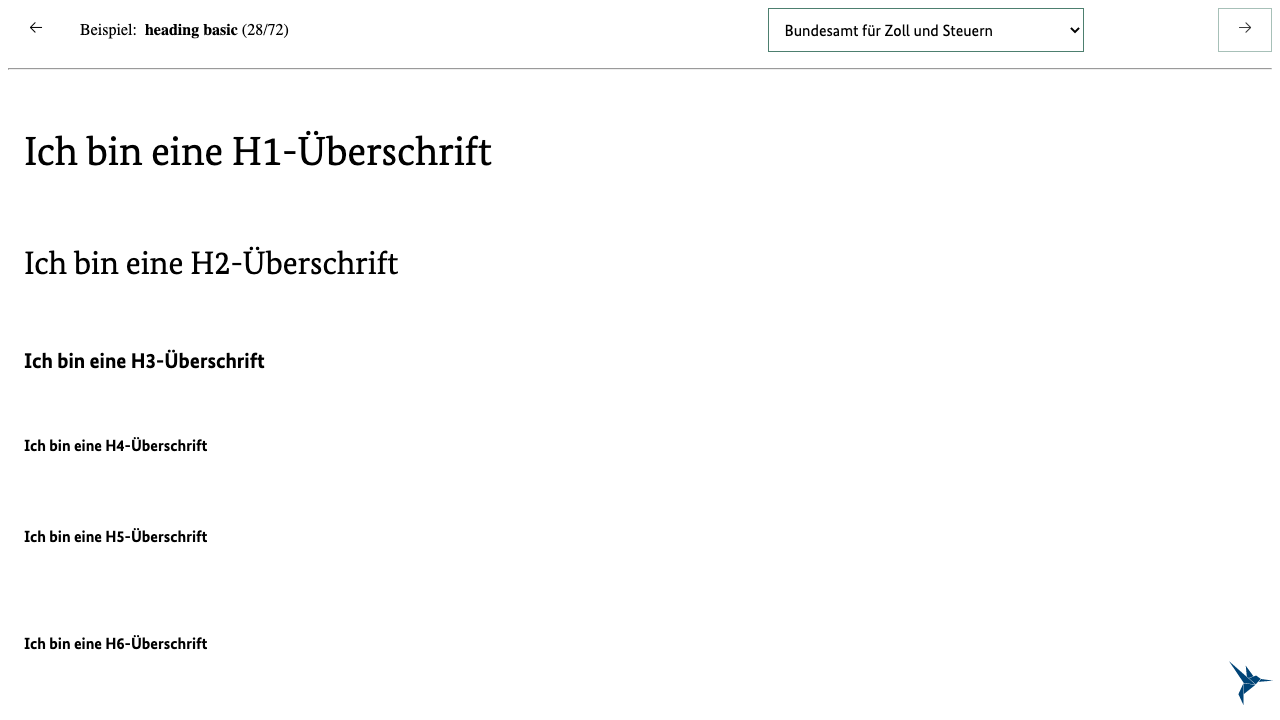 ← Beispiel: heading basic (28/72) Bundesamt für Zoll und Steuern →
Ich bin eine H1-Überschrift
Ich bin eine H2-Überschrift
Ich bin eine H3-Überschrift
Ich bin eine H4-Überschrift
Ich bin eine H5-Überschrift
Ich bin eine H6-Überschrift